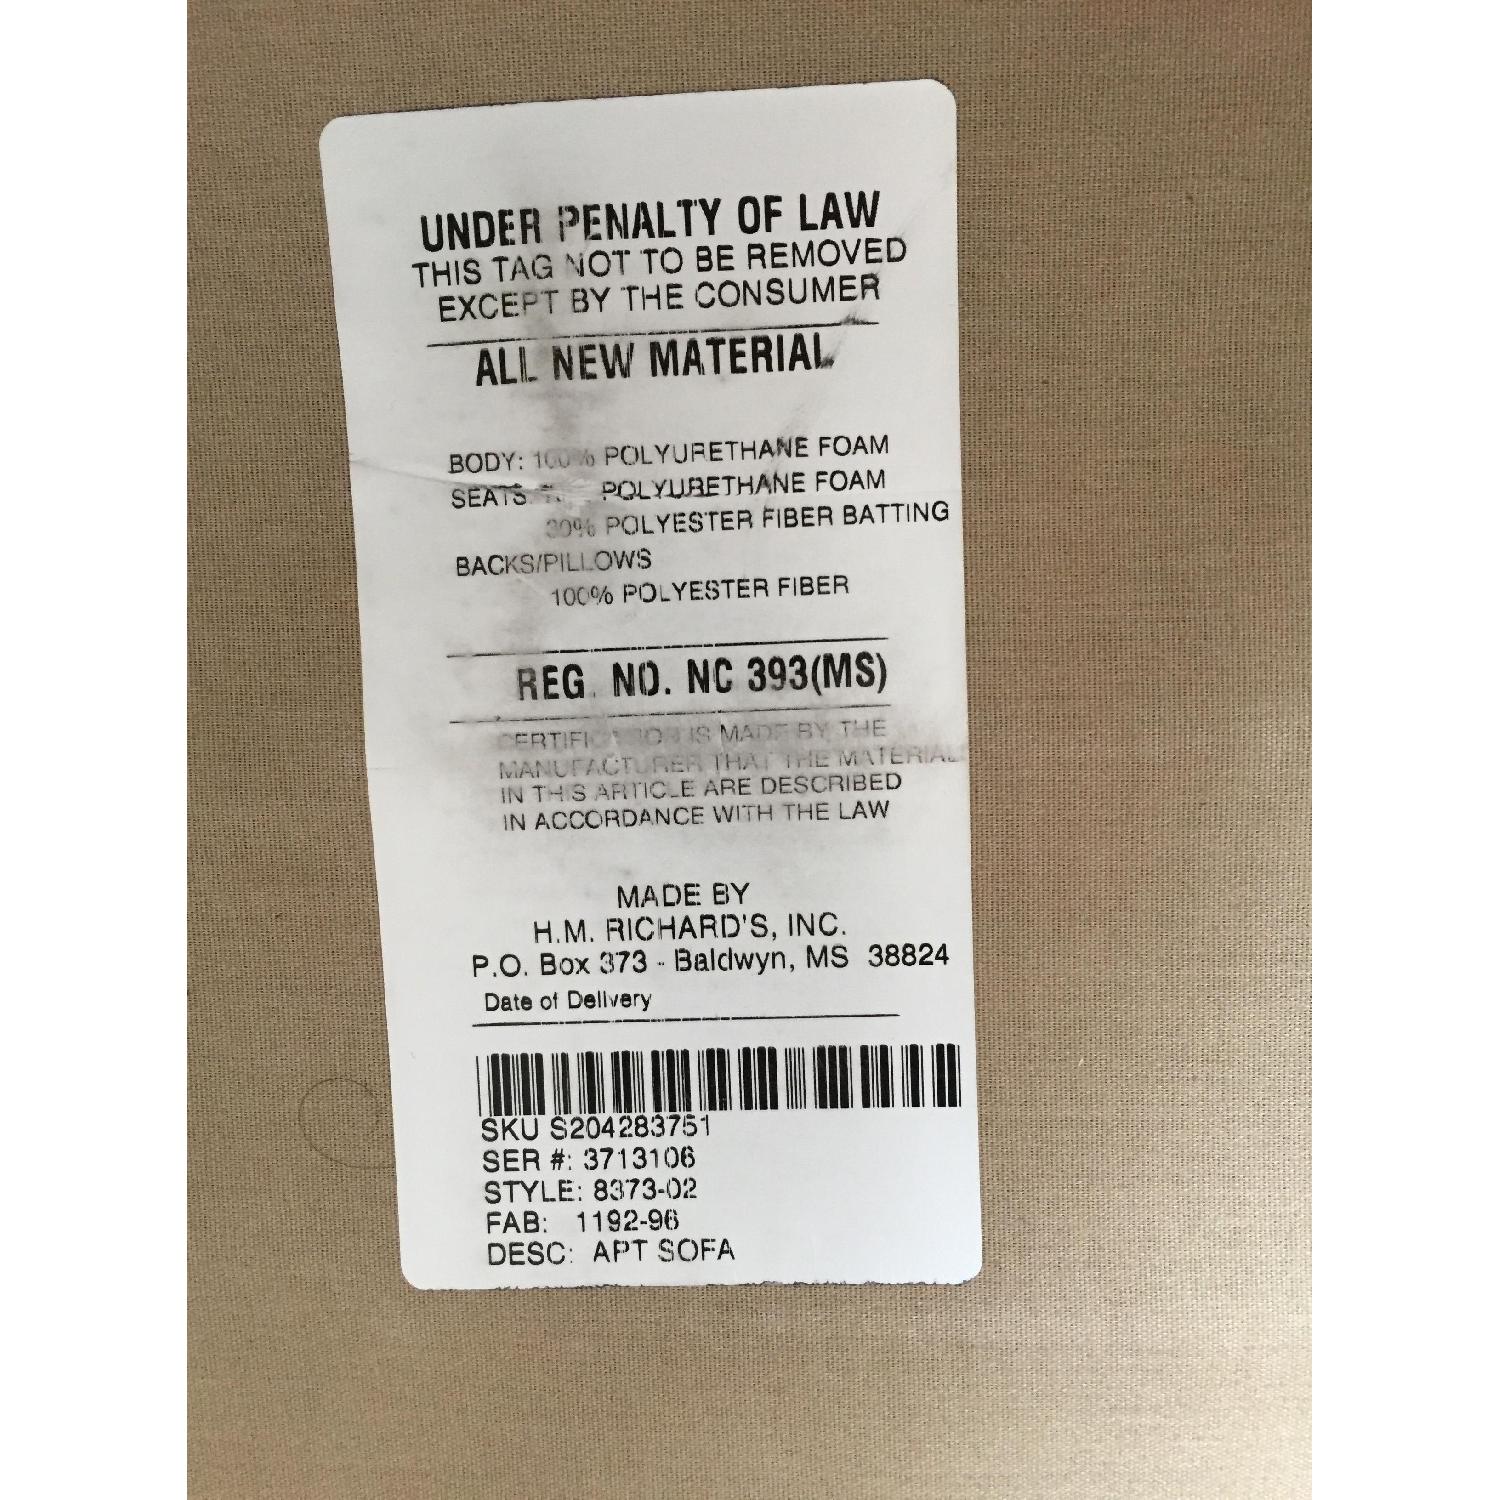 UNDER PENALTY OF LAW
THIS TAG NOT TO BE REMOVED
EXCEPT BY THE CONSUMER
ALL NEW MATERIAL
BODY: 100% POLYURETHANE FOAM
SEATS POLYURETHANE FOAM
POLYESTER FIBER BATTING
BACKS/PILLOWS
100% POLYESTER FIBER
REG. NO. NC 393(MS)
CERTIFICATION IS MADE BY THE
MANUFACTURER THAT THE MATERIALS
IN THIS ARTICLE ARE DESCRIBED
IN ACCORDANCE WITH THE LAW
MADE BY
H.M. RICHARD'S, INC.
P.O. Box 373 - Baldwyn, MS 38824
Date of Delivery
SKU S204283751
SER #: 3713106
STYLE: 8373-02
FAB: 1192-96
DESC: APT SOFA